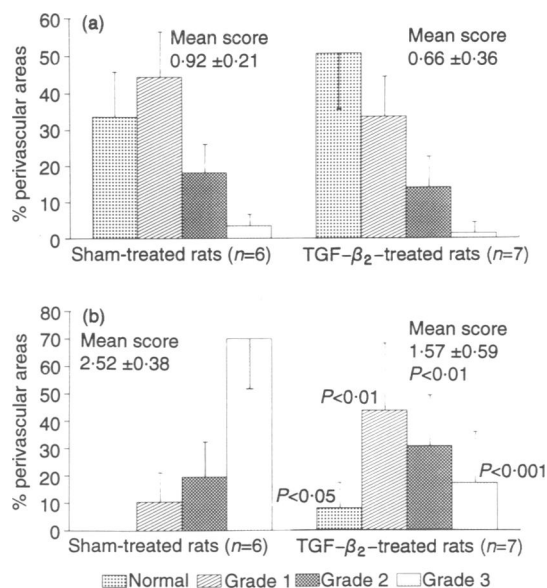 60
(a)
Mean score
0·92 ±0·21
Mean score
0·66 ±0·36
50
40
30
20
10
0
% perivascular areas
Sham-treated rats (n=6)
TGF-β2-treated rats (n=7)
80
(b)
Mean score
2·52 ±0·38
Mean score
1·57 ±0·59
P<0·01
70
60
50
40
30
20
10
0
% perivascular areas
P<0·05
P<0·01
P<0·001
Sham-treated rats (n=6)
TGF-β2-treated rats (n=7)
Normal Grade 1 Grade 2 Grade 3